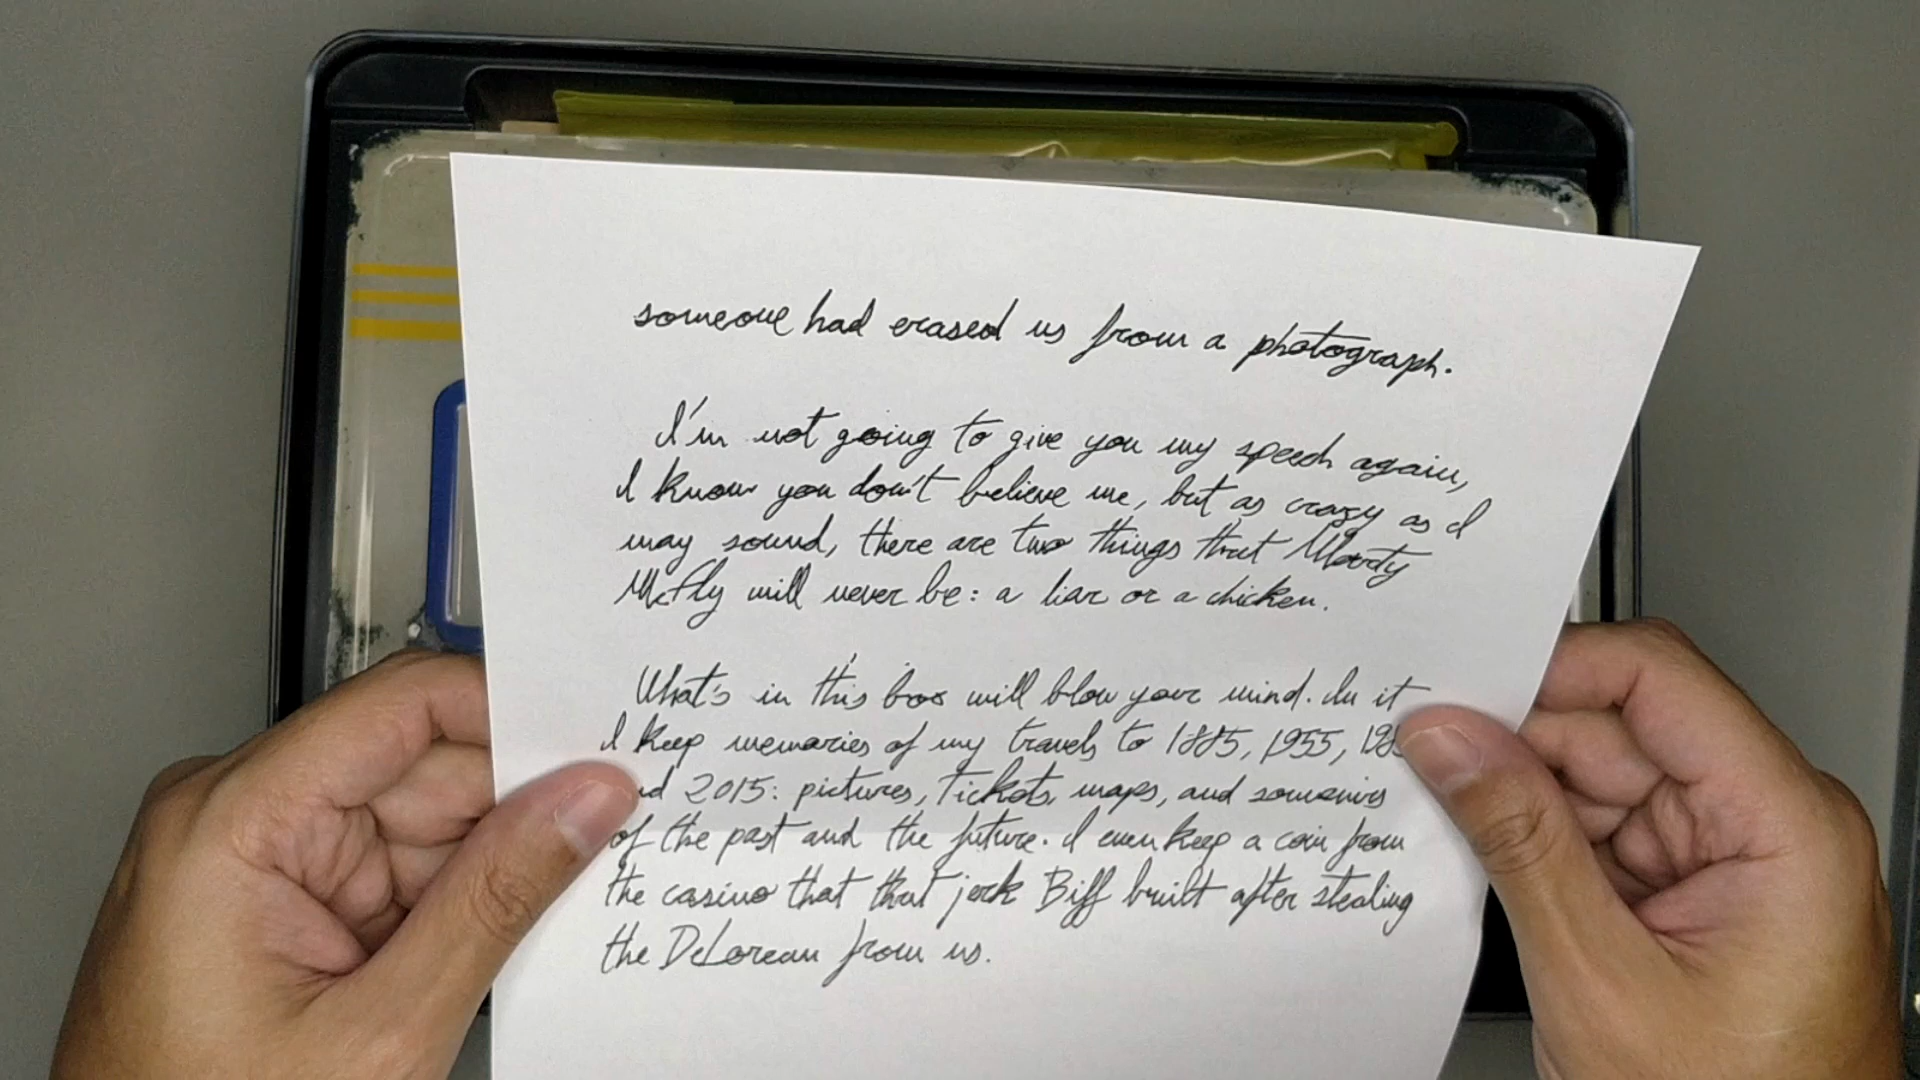 someone had erased us from a photograph.
I'm not going to give you my speech again,
I know you don't believe me, but as crazy as I
may sound, there are two things that Marty
McFly will never be: a liar or a chicken.
What's in this box will blow your mind. In it
I keep memories of my travels to 1885, 1955,
2015: pictures, tickets, maps, and souvenirs
of the past and the future. I even keep a coin from
the casino that that jerk Biff built after stealing
the DeLorean from us.